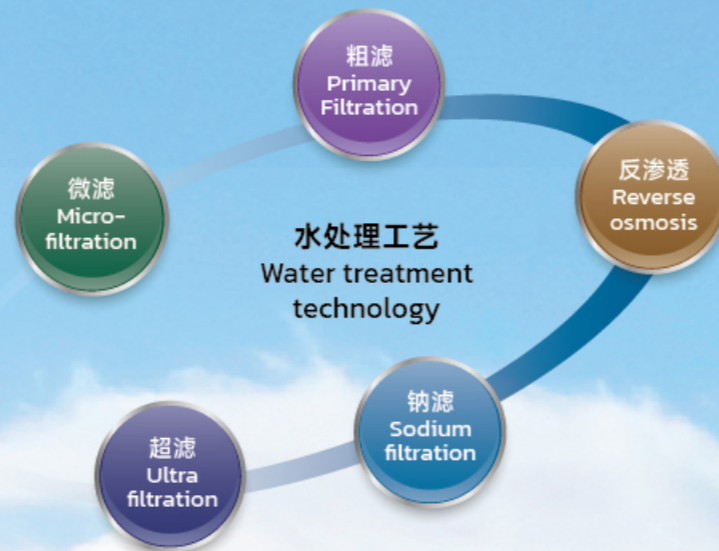 粗滤
Primary
Filtration
反渗透
Reverse
osmosis
微滤
Micro-
filtration
水处理工艺
Water treatment
technology
钠滤
Sodium
filtration
超滤
Ultra
filtration